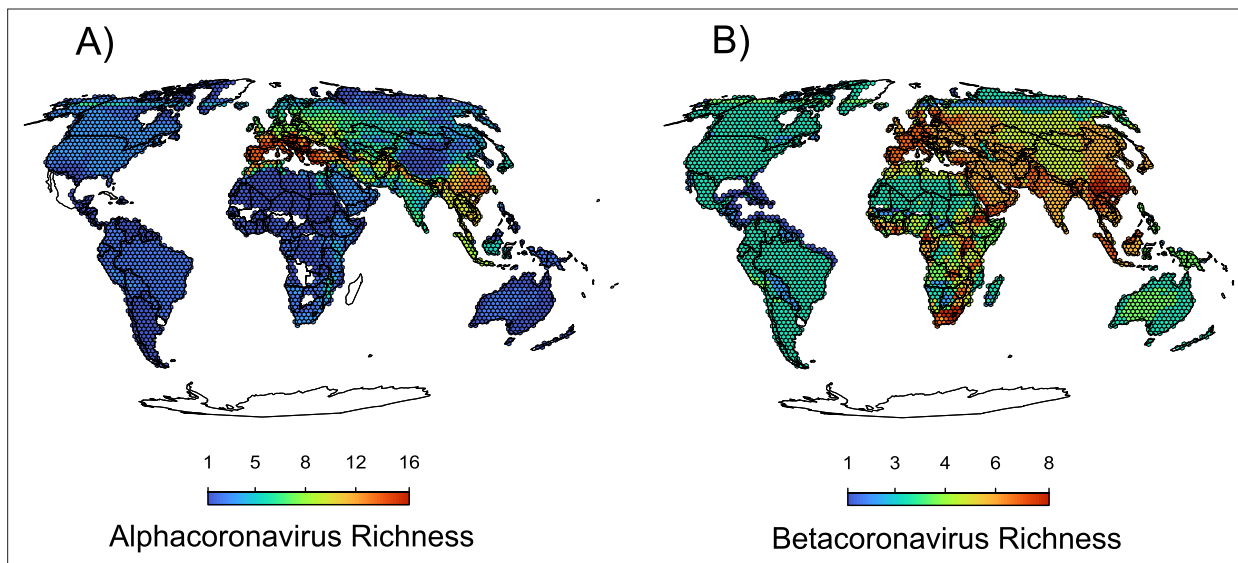 A)
B)
1 5 8 12 16
1 3 4 6 8
Alphacoronavirus Richness
Betacoronavirus Richness